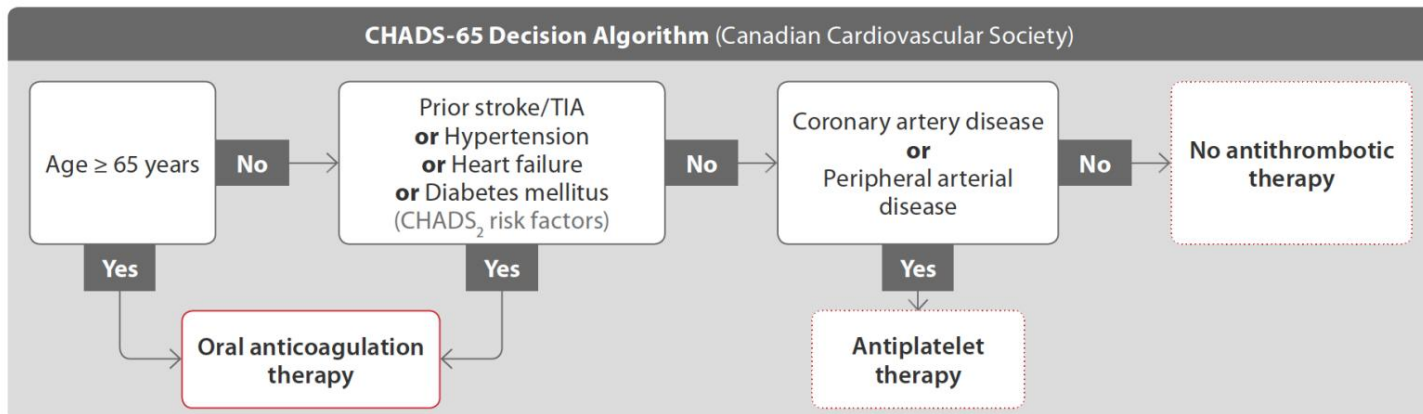 CHADS-65 Decision Algorithm (Canadian Cardiovascular Society)
Age ≥ 65 years
No
Prior stroke/TIA
or Hypertension
or Heart failure
or Diabetes mellitus
(CHADS₂ risk factors)
No
Coronary artery disease
or
Peripheral arterial
disease
No
No antithrombotic
therapy
Yes
Yes
Yes
Oral anticoagulation
therapy
Antiplatelet
therapy